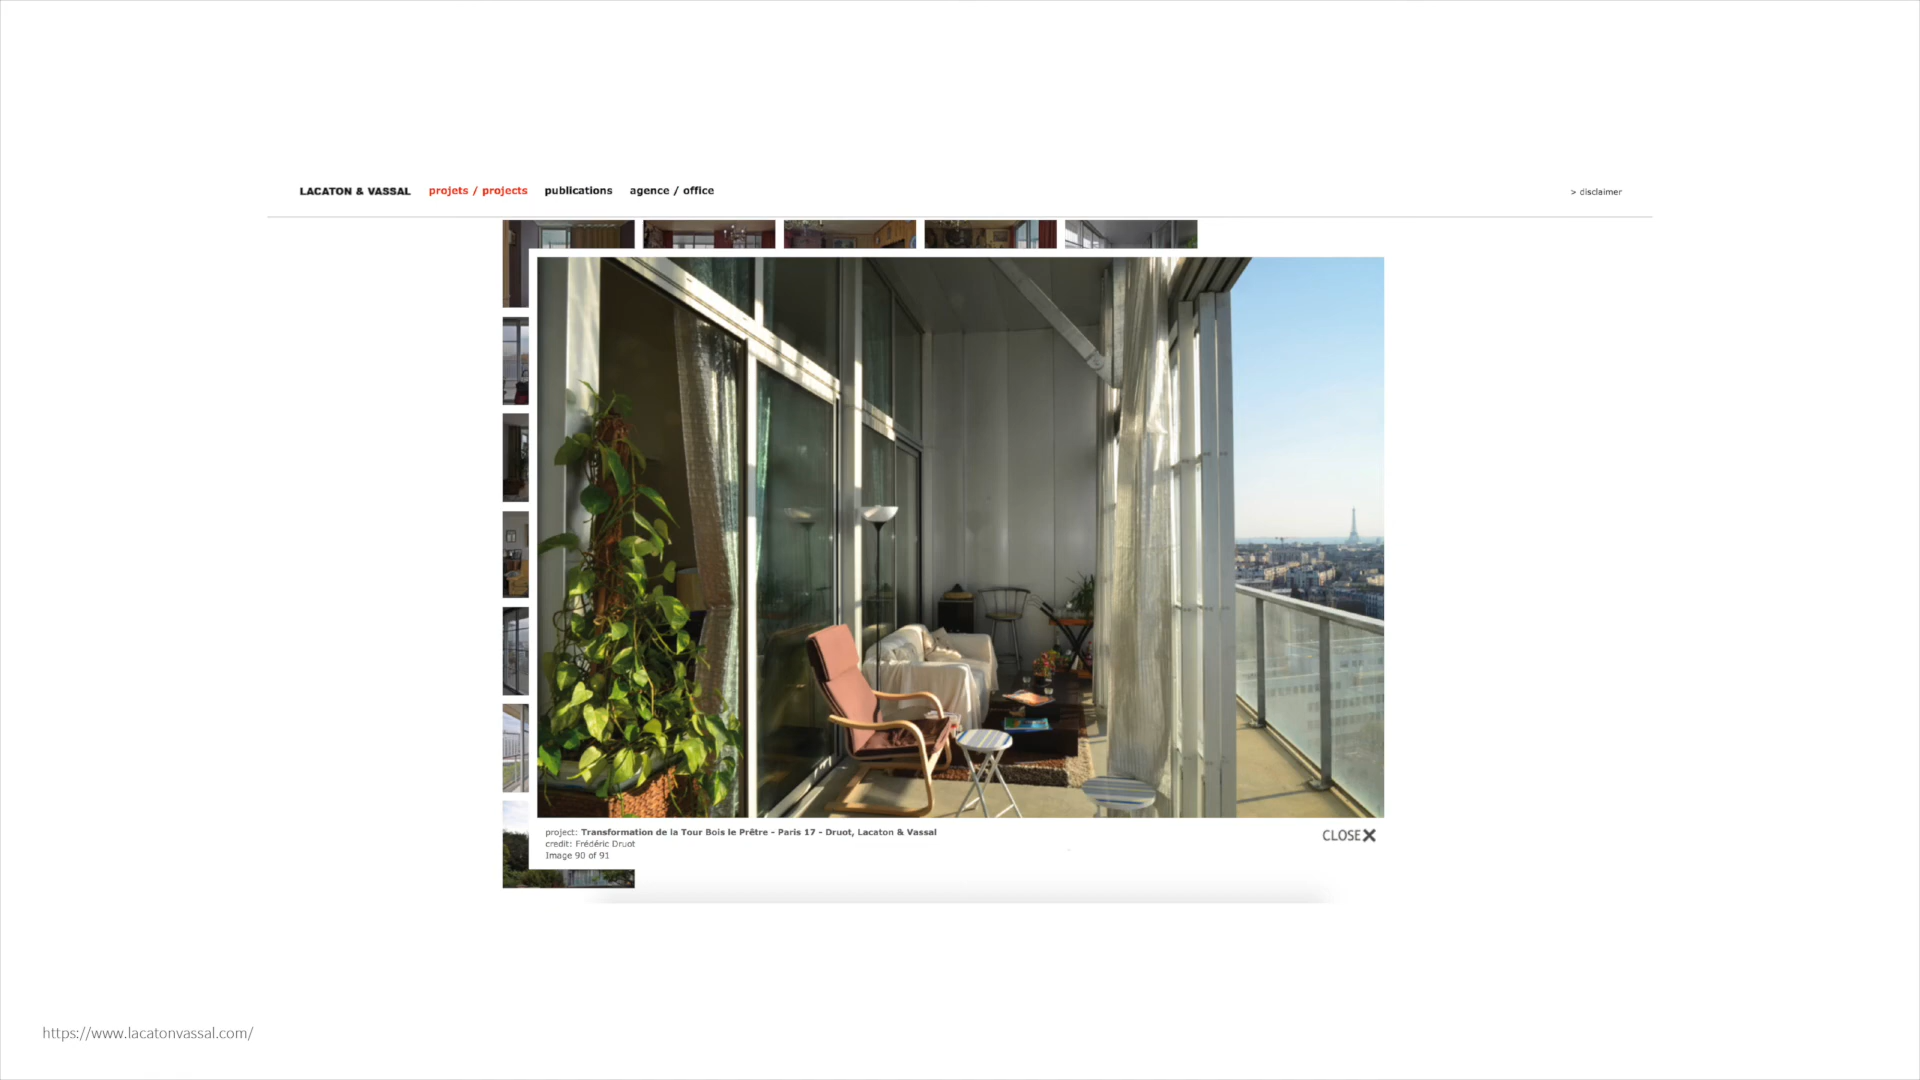 LACATON & VASSAL projets / projects publications agence / office > disclaimer
project: Transformation de la Tour Bois le Prêtre - Paris 17 - Druot, Lacaton & Vassal
credit: Frédéric Druot
Image 90 of 91
CLOSE
https://www.lacatonvassal.com/